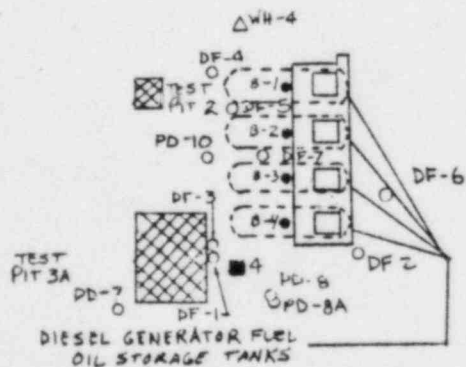 WH-4
DF-4
TEST
PIT 2
B-1
DF-5
B-2
PD-10
DF-7
B-3
DF-6
DF-3
B-4
TEST
PIT 3A
4
DF 2
PD-8
PD-7
DF-1
PD-8A
DIESEL GENERATOR FUEL
OIL STORAGE TANKS